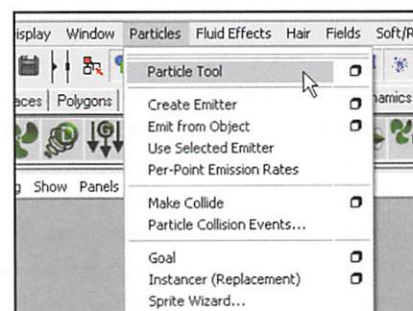 isplay Window Particles Fluid Effects Hair Fields Soft/R
Particle Tool
aces Polygons
namics
Create Emitter
Emit from Object
Use Selected Emitter
Per-Point Emission Rates
g Show Panels
Make Collide
Particle Collision Events...
Goal
Instancer (Replacement)
Sprite Wizard...